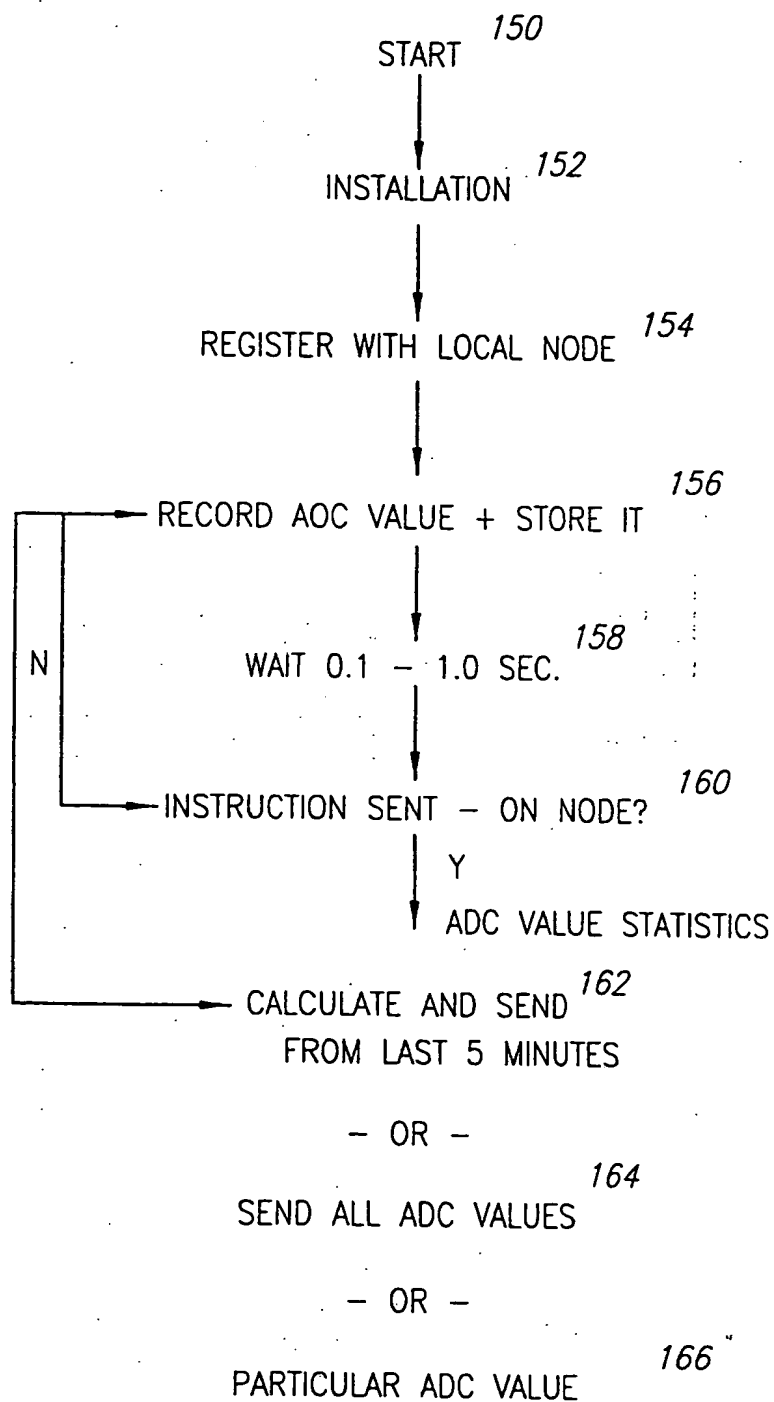 150
START
152
INSTALLATION
154
REGISTER WITH LOCAL NODE
156
RECORD AOC VALUE + STORE IT
158
N
WAIT 0.1 - 1.0 SEC.
160
INSTRUCTION SENT - ON NODE?
Y
ADC VALUE STATISTICS
162
CALCULATE AND SEND
FROM LAST 5 MINUTES
- OR -
164
SEND ALL ADC VALUES
- OR -
166
PARTICULAR ADC VALUE